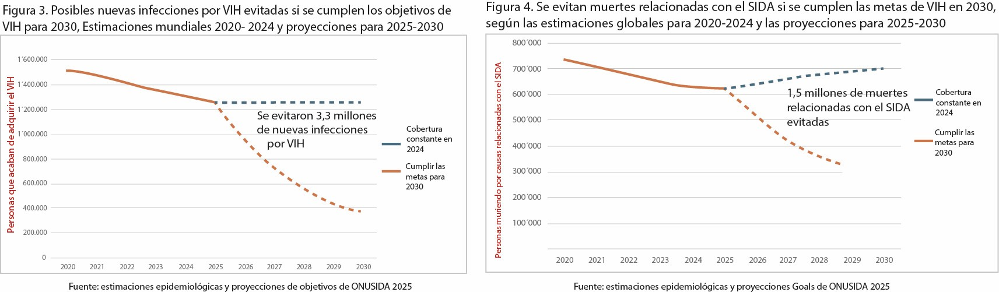 Figura 3. Posibles nuevas infecciones por VIH evitadas si se cumplen los objetivos de
VIH para 2030, Estimaciones mundiales 2020- 2024 y proyecciones para 2025-2030
Personas que acaban de adquirir el VIH
1´600.000
1´400.000
1´200.000
1´000.000
800.000
600.000
400.000
200.000
0
2020 2021 2022 2023 2024 2025 2026 2027 2028 2029 2030
Se evitaron 3,3 millones
de nuevas infecciones
por VIH
Cobertura
constante en
2024
Cumplir las
metas para
2030
Fuente: estimaciones epidemiológicas y proyecciones de objetivos de ONUSIDA 2025
Figura 4. Se evitan muertes relacionadas con el SIDA si se cumplen las metas de VIH en 2030,
según las estimaciones globales para 2020-2024 y las proyecciones para 2025-2030
Personas muriendo por causas relacionadas con el SIDA
800´000
700´000
600´000
500´000
400´000
300´000
200´000
100´000
2020 2021 2022 2023 2024 2025 2026 2027 2028 2029 2030
1,5 millones de muertes
relacionadas con el SIDA
evitadas
Cobertura
constante en
2024
Cumplir las
metas para
2030
Fuente: estimaciones epidemiológicas y proyecciones Goals de ONUSIDA 2025